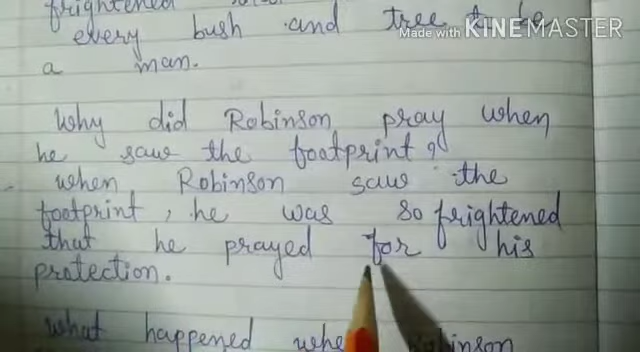 frightened
Made with KINEMASTER
every bush and tree to be
a man.
Why did Robinson pray when
he saw the footprint?
when Robinson saw the
footprint, he was so frightened
that he prayed for his
protection.
what happened when Robinson